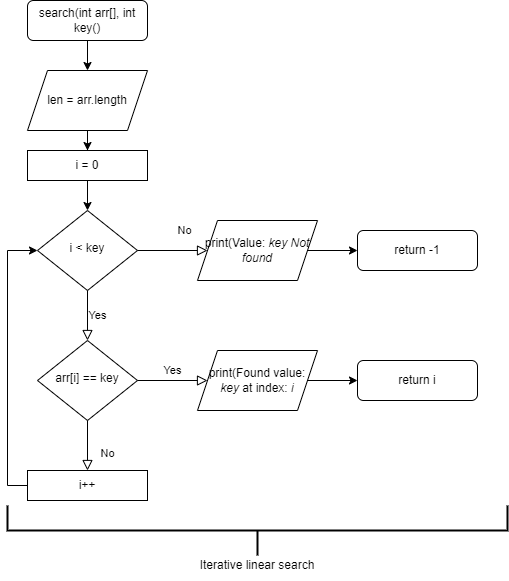 search(int arr[], int
key()
len = arr.length
i = 0
i < key
No
print(Value: key Not
found
return -1
Yes
arr[i] == key
Yes
print(Found value:
key at index: i
return i
No
i++
Iterative linear search